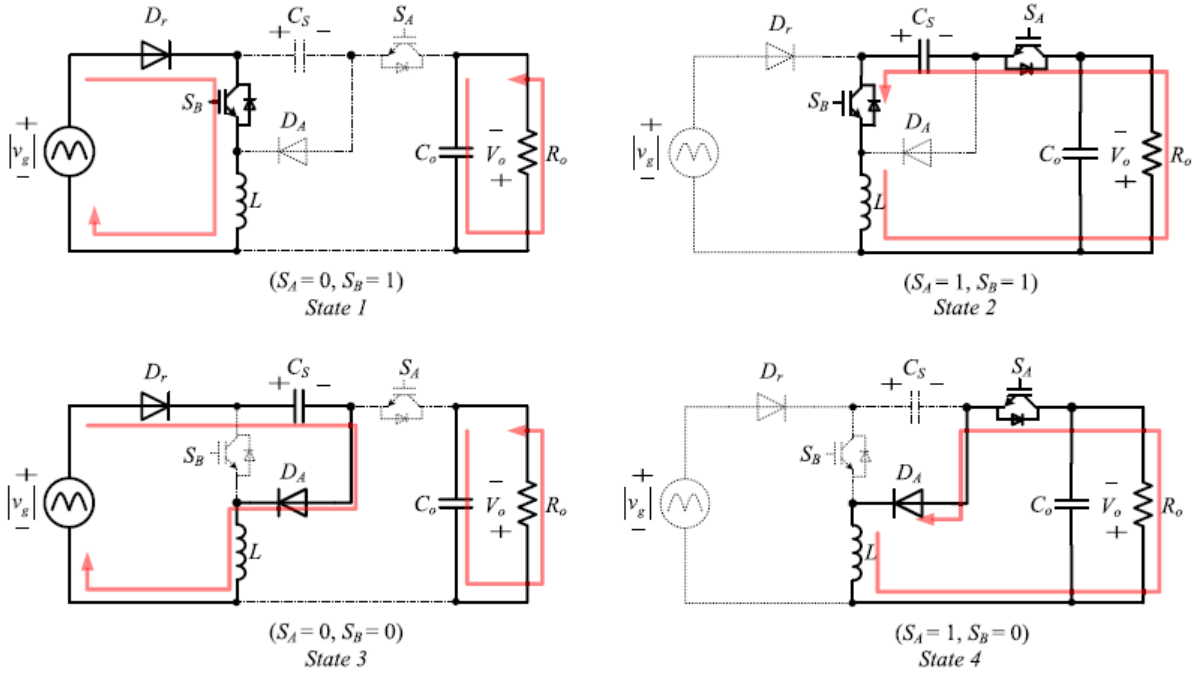 D_r
+ C_S −
S_A
S_B
D_A
+
|v_g|
−
L
C_o
−
V_o
+
R_o
(S_A = 0, S_B = 1)
State 1
D_r
+ C_S −
S_A
S_B
D_A
+
|v_g|
−
L
C_o
−
V_o
+
R_o
(S_A = 1, S_B = 1)
State 2
D_r
+ C_S −
S_A
S_B
D_A
+
|v_g|
−
L
C_o
−
V_o
+
R_o
(S_A = 0, S_B = 0)
State 3
D_r
+ C_S −
S_A
S_B
D_A
+
|v_g|
−
L
C_o
−
V_o
+
R_o
(S_A = 1, S_B = 0)
State 4